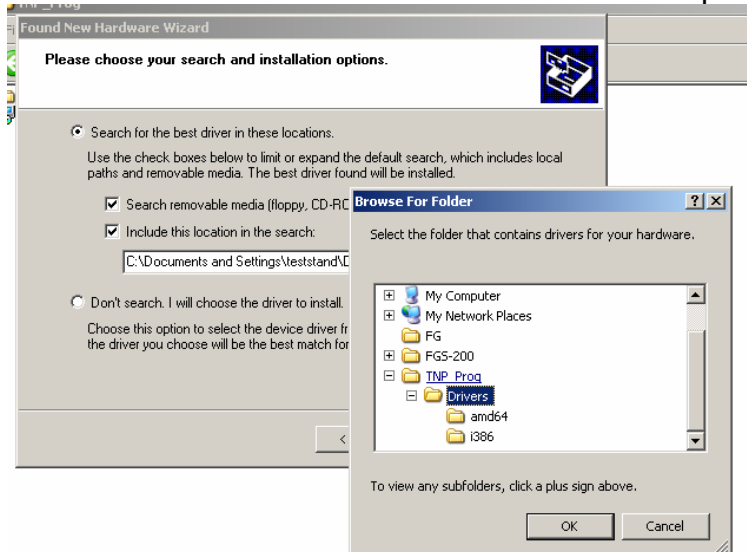 TNP_Prog
Found New Hardware Wizard
Please choose your search and installation options.
Search for the best driver in these locations.
Use the check boxes below to limit or expand the default search, which includes local
paths and removable media. The best driver found will be installed.
Search removable media (floppy, CD-RO
Include this location in the search:
C:\Documents and Settings\teststand\D
Don't search. I will choose the driver to install.
Choose this option to select the device driver fr
the driver you choose will be the best match for
<
Browse For Folder
Select the folder that contains drivers for your hardware.
My Computer
My Network Places
FG
FGS-200
TNP_Prog
Drivers
amd64
i386
To view any subfolders, click a plus sign above.
OK
Cancel